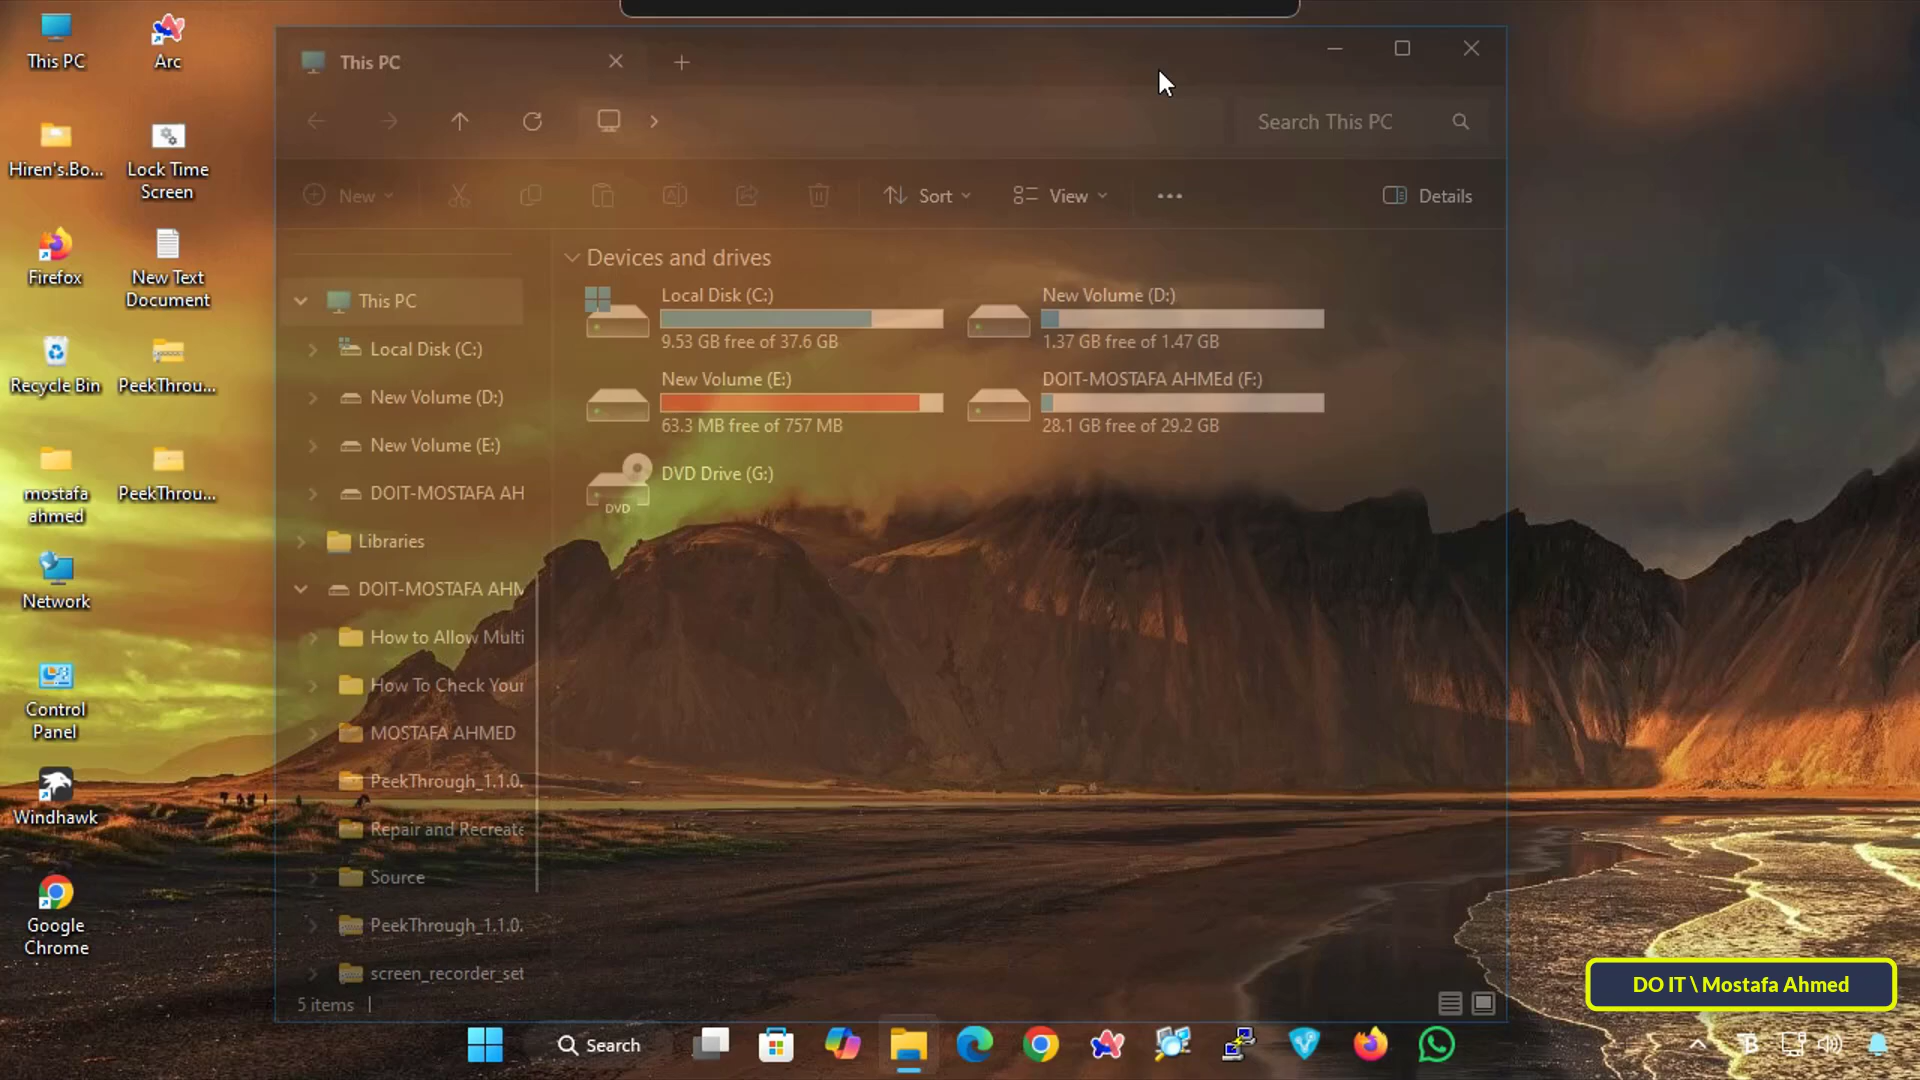 This PC
Arc
Hiren's.Bo...
Lock Time
Screen
Firefox
New Text
Document
Recycle Bin
PeekThrou...
mostafa
ahmed
PeekThrou...
Network
Control
Panel
Windhawk
Google
Chrome
This PC
Search This PC
New
Sort
View
Details
This PC
Local Disk (C:)
New Volume (D:)
New Volume (E:)
DOIT-MOSTAFA AH
Libraries
DOIT-MOSTAFA AHM
How to Allow Multi
How To Check Your
MOSTAFA AHMED
PeekThrough_1.1.0.
Repair and Recreate
Source
PeekThrough_1.1.0.
screen_recorder_set
Devices and drives
Local Disk (C:)
9.53 GB free of 37.6 GB
New Volume (D:)
1.37 GB free of 1.47 GB
New Volume (E:)
63.3 MB free of 757 MB
DOIT-MOSTAFA AHMEd (F:)
28.1 GB free of 29.2 GB
DVD Drive (G:)
DVD
5 items
DO IT \ Mostafa Ahmed
Search